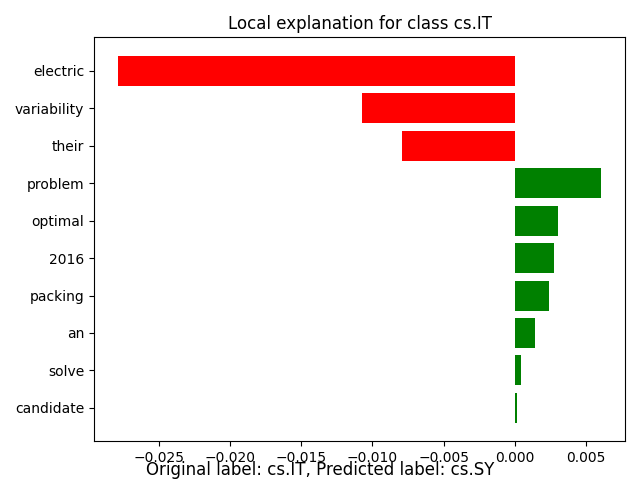 Local explanation for class cs.IT
electric
variability
their
problem
optimal
2016
packing
an
solve
candidate
−0.025 −0.020 −0.015 −0.010 −0.005 0.000 0.005
Original label: cs.IT, Predicted label: cs.SY